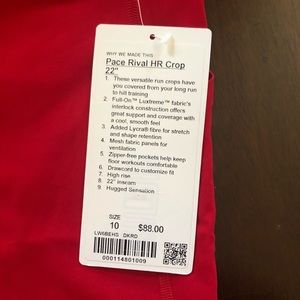 WHY WE MADE THIS
Pace Rival HR Crop
22"
1. These versatile run crops have
you covered from your long run
to hill training
2. Full-On™ Luxtreme™ fabric's
interlock construction offers
great support and coverage with
a cool, smooth feel
3. Added Lycra® fibre for stretch
and shape retention
4. Mesh fabric panels for
ventilation
5. Zipper-free pockets help keep
floor workouts comfortable
6. Drawcord to customize fit
7. High rise
8. 22" inseam
9. Hugged Sensation
SIZE
10 $88.00
LW6BEHS DKRD
000114801009